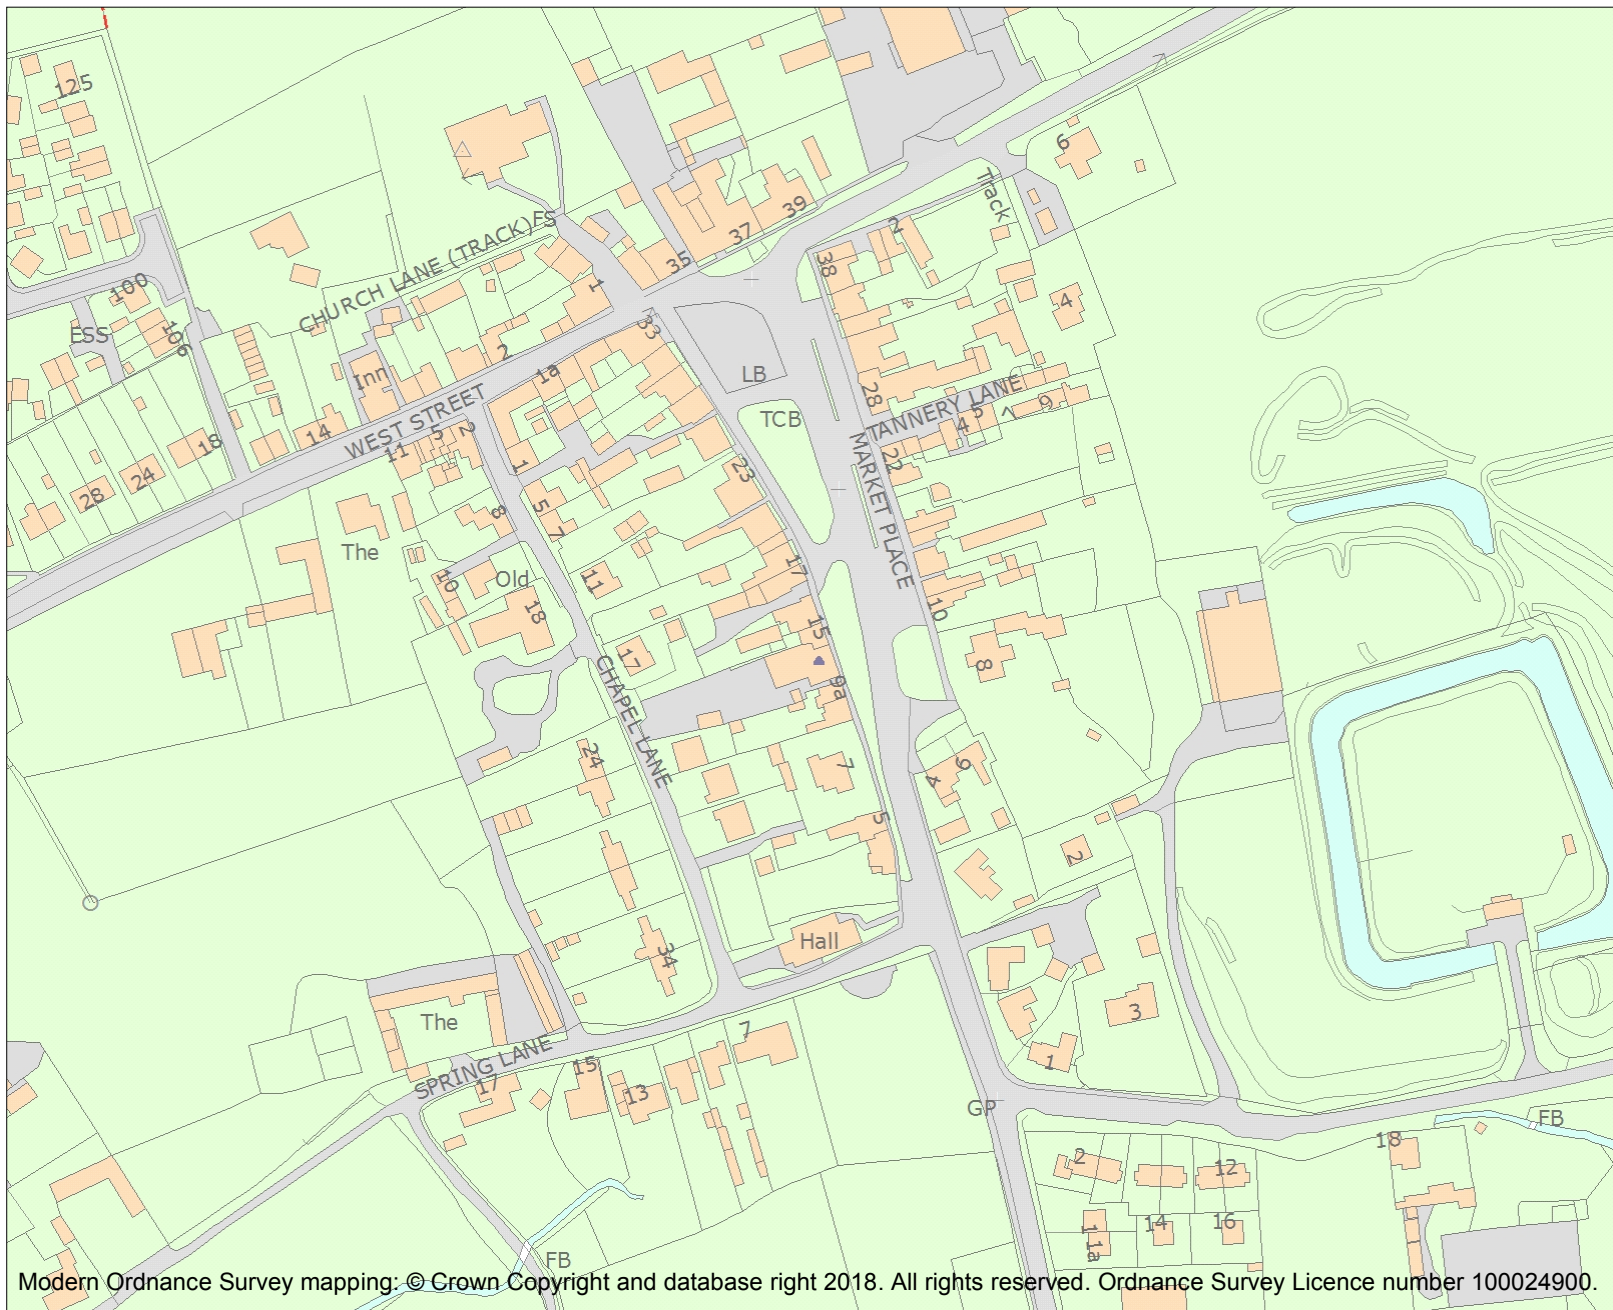 125
6
FS
39
37
Track
2
CHURCH LANE (TRACK)
35
38
1
100
4
33
ESS
106
2
LB
Inn
1a
28
TANNERY LANE
WEST STREET
9
TCB
5
7
4
14
5
2
11
MARKET PLACE
18
22
1
23
24
28
5
8
7
The
17
Old
11
10
18
10
15
17
8
9a
CHAPEL LANE
24
7
6
4
5
2
Hall
34
3
The
7
1
SPRING LANE
15
17
13
GP
FB
18
2
12
14
16
11a
FB
Modern Ordnance Survey mapping: © Crown Copyright and database right 2018. All rights reserved. Ordnance Survey Licence number 100024900.